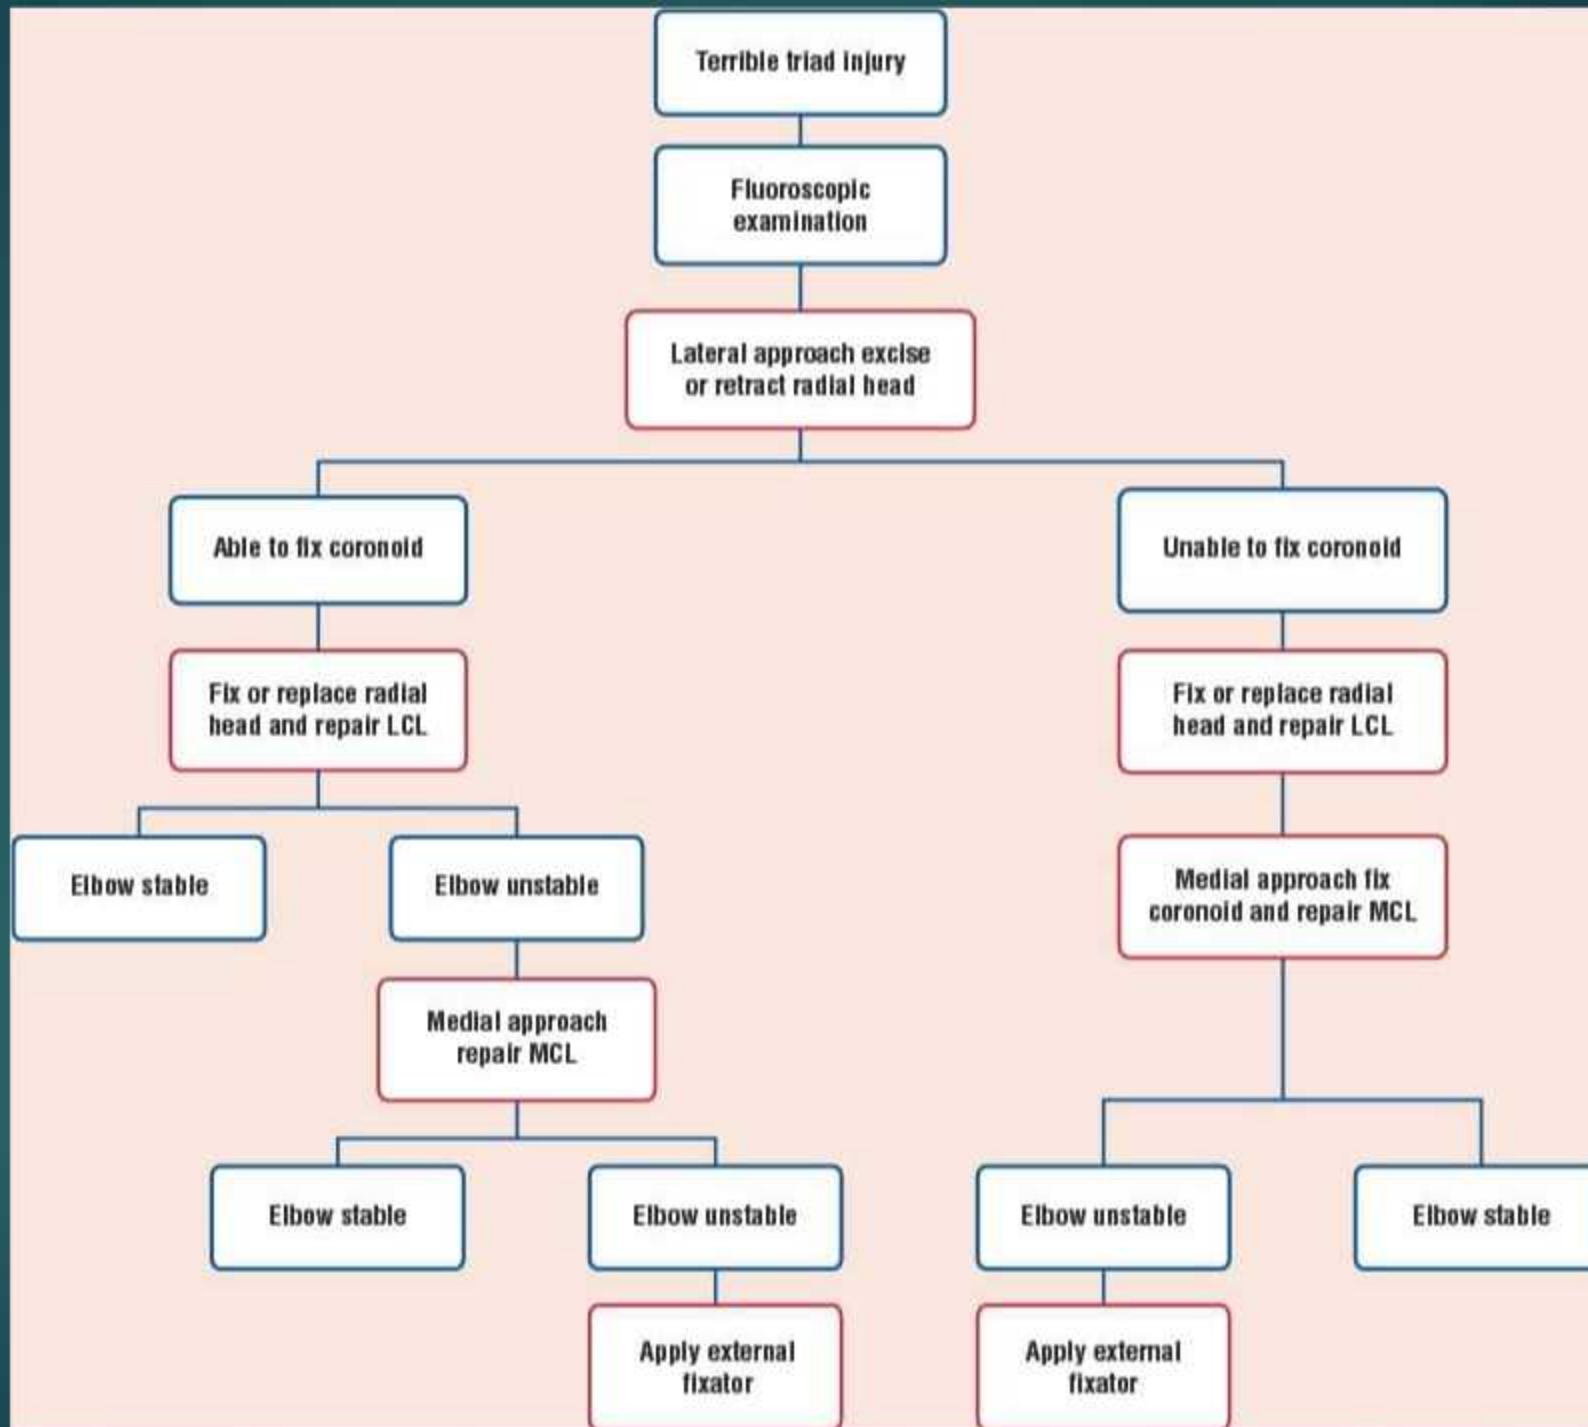 Terrible triad injury
Fluoroscopic
examination
Lateral approach excise
or retract radial head
Able to fix coronoid
Unable to fix coronoid
Fix or replace radial
head and repair LCL
Fix or replace radial
head and repair LCL
Elbow stable
Elbow unstable
Medial approach fix
coronoid and repair MCL
Medial approach
repair MCL
Elbow stable
Elbow unstable
Elbow unstable
Elbow stable
Apply external
fixator
Apply external
fixator